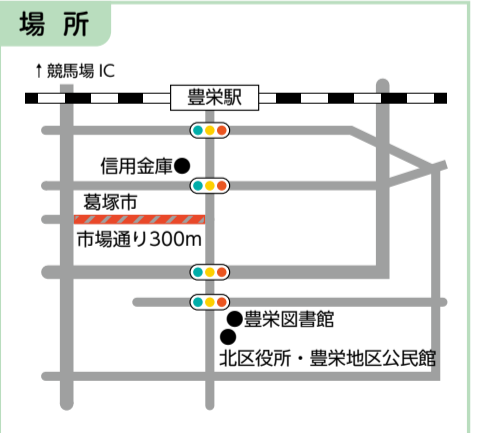 場 所
↑競馬場 IC
豊栄駅
信用金庫
葛塚市
市場通り300m
豊栄図書館
北区役所・豊栄地区公民館